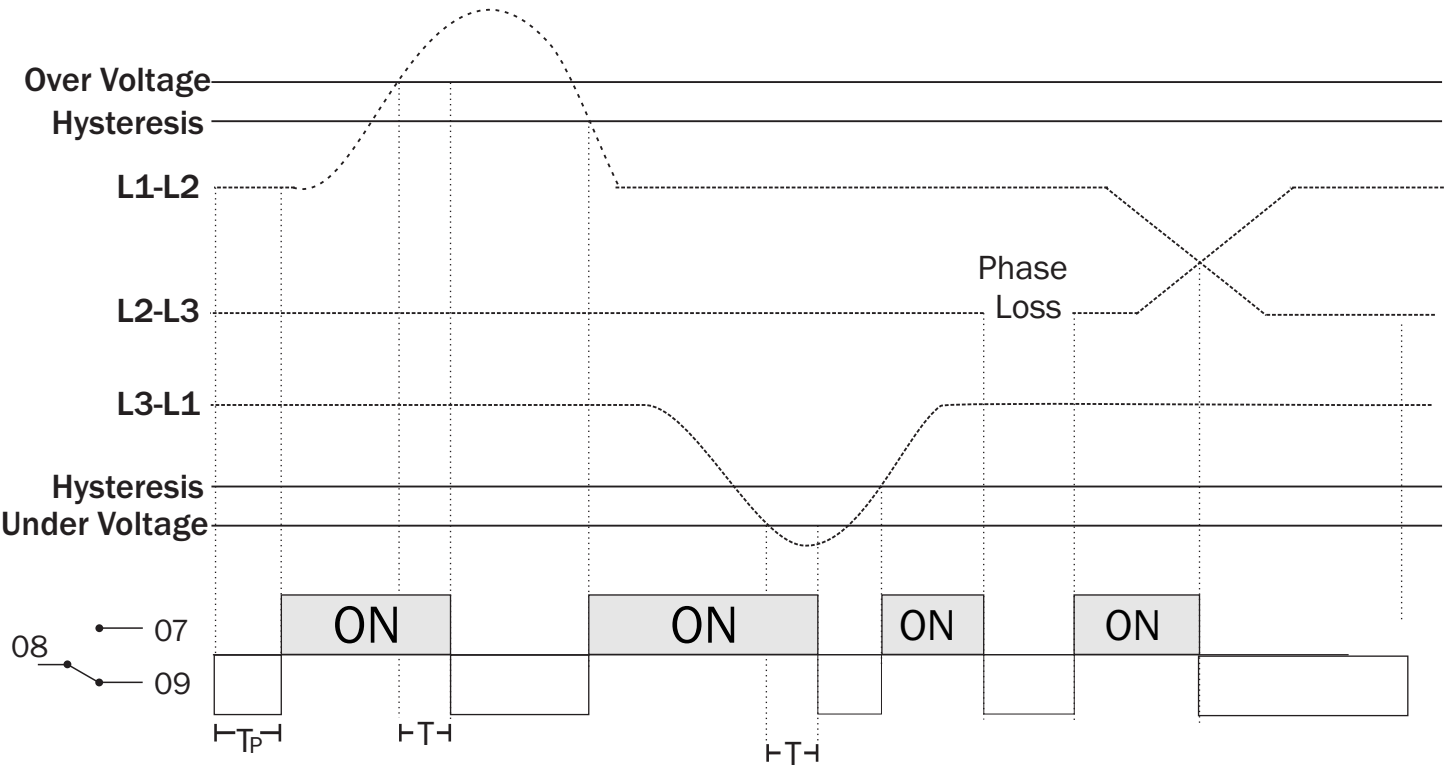 Over Voltage
Hysteresis
L1-L2
Phase
Loss
L2-L3
L3-L1
Hysteresis
Under Voltage
ON
ON
ON
ON
07
08
09
TP
T
T